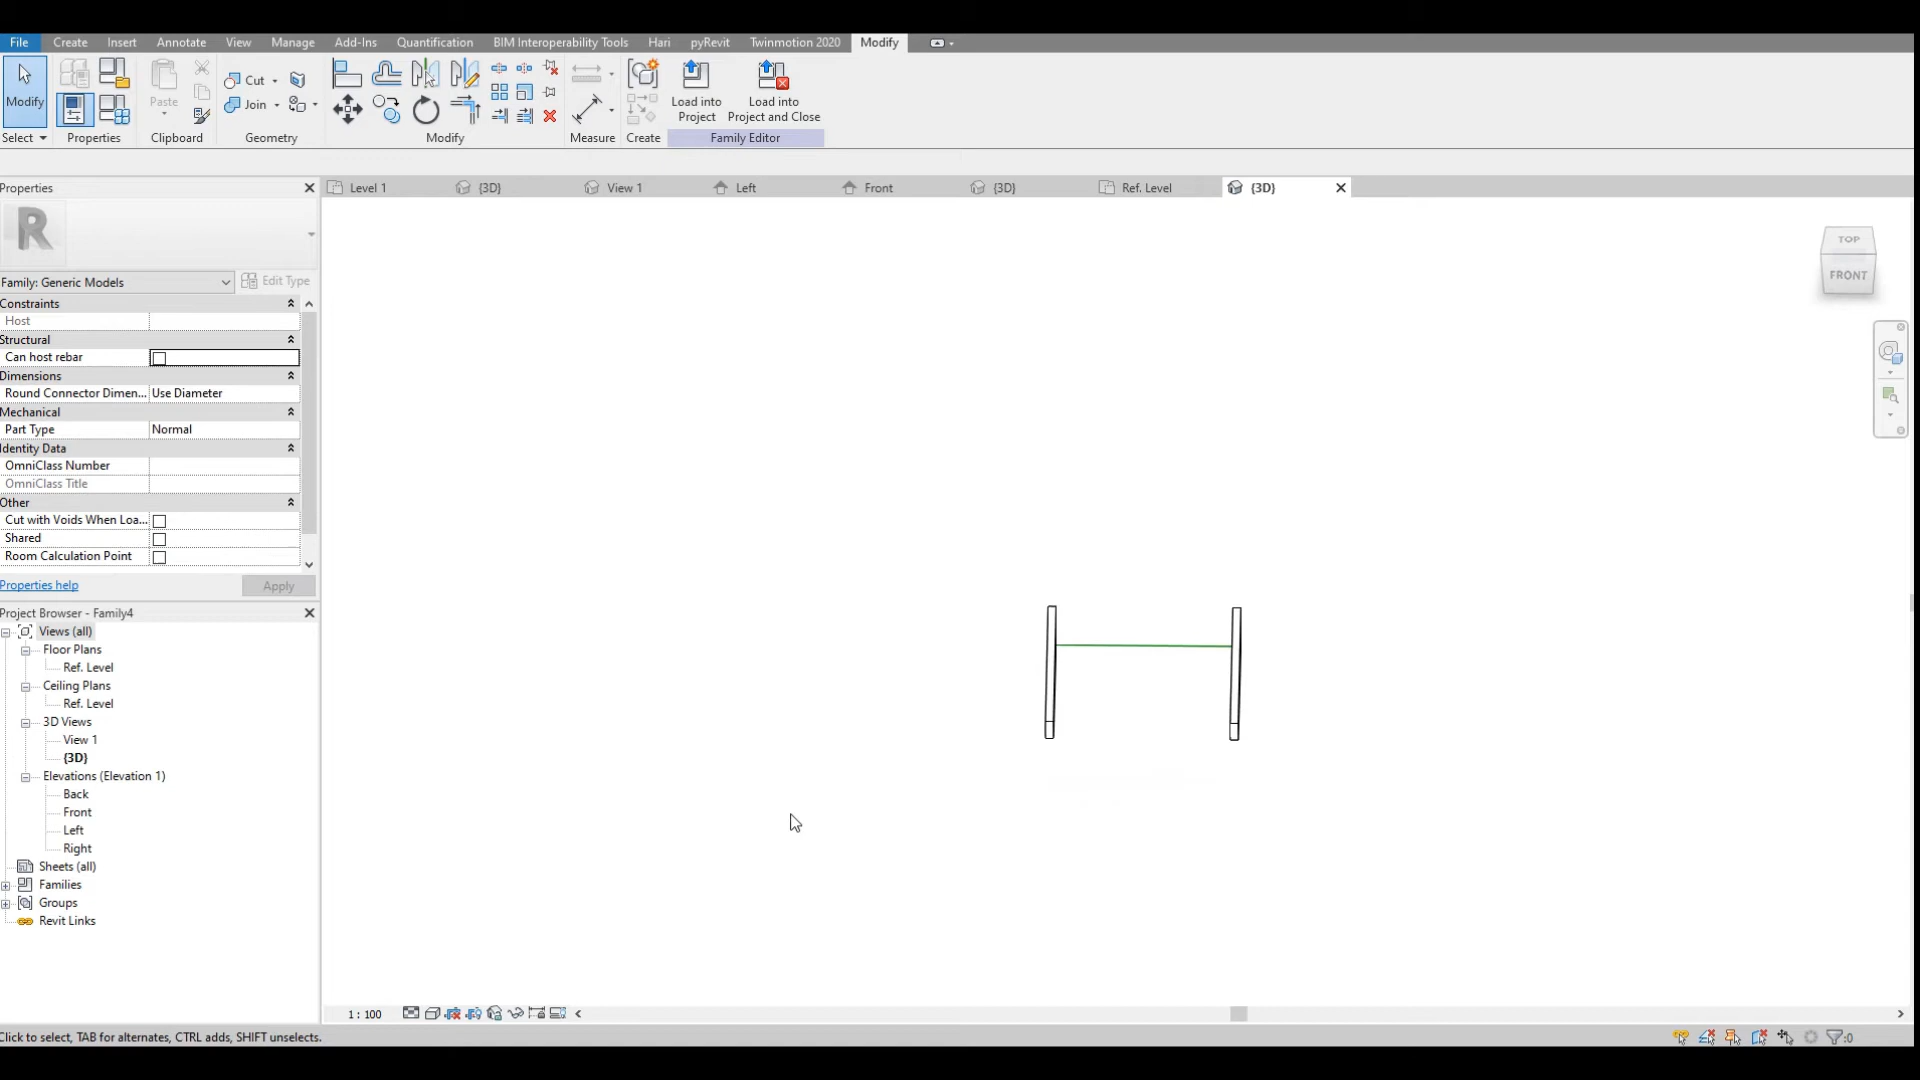 File Create Insert Annotate View Manage Add-Ins Quantification BIM Interoperability Tools Hari pyRevit Twinmotion 2020 Modify
Modify
Select
Properties
Paste
Clipboard
Cut
Join
Geometry
Modify
Measure
Create
Load into
Project
Load into
Project and Close
Family Editor
Properties
Level 1 {3D} View 1 Left Front {3D} Ref. Level {3D}
R
Family: Generic Models Edit Type
Constraints
Host
Structural
Can host rebar
Dimensions
Round Connector Dimen... Use Diameter
Mechanical
Part Type Normal
Identity Data
OmniClass Number
OmniClass Title
Other
Cut with Voids When Loa...
Shared
Room Calculation Point
Properties help Apply
Project Browser - Family4
Views (all)
Floor Plans
Ref. Level
Ceiling Plans
Ref. Level
3D Views
View 1
{3D}
Elevations (Elevation 1)
Back
Front
Left
Right
Sheets (all)
Families
Groups
Revit Links
TOP
FRONT
1 : 100
Click to select, TAB for alternates, CTRL adds, SHIFT unselects.
:0